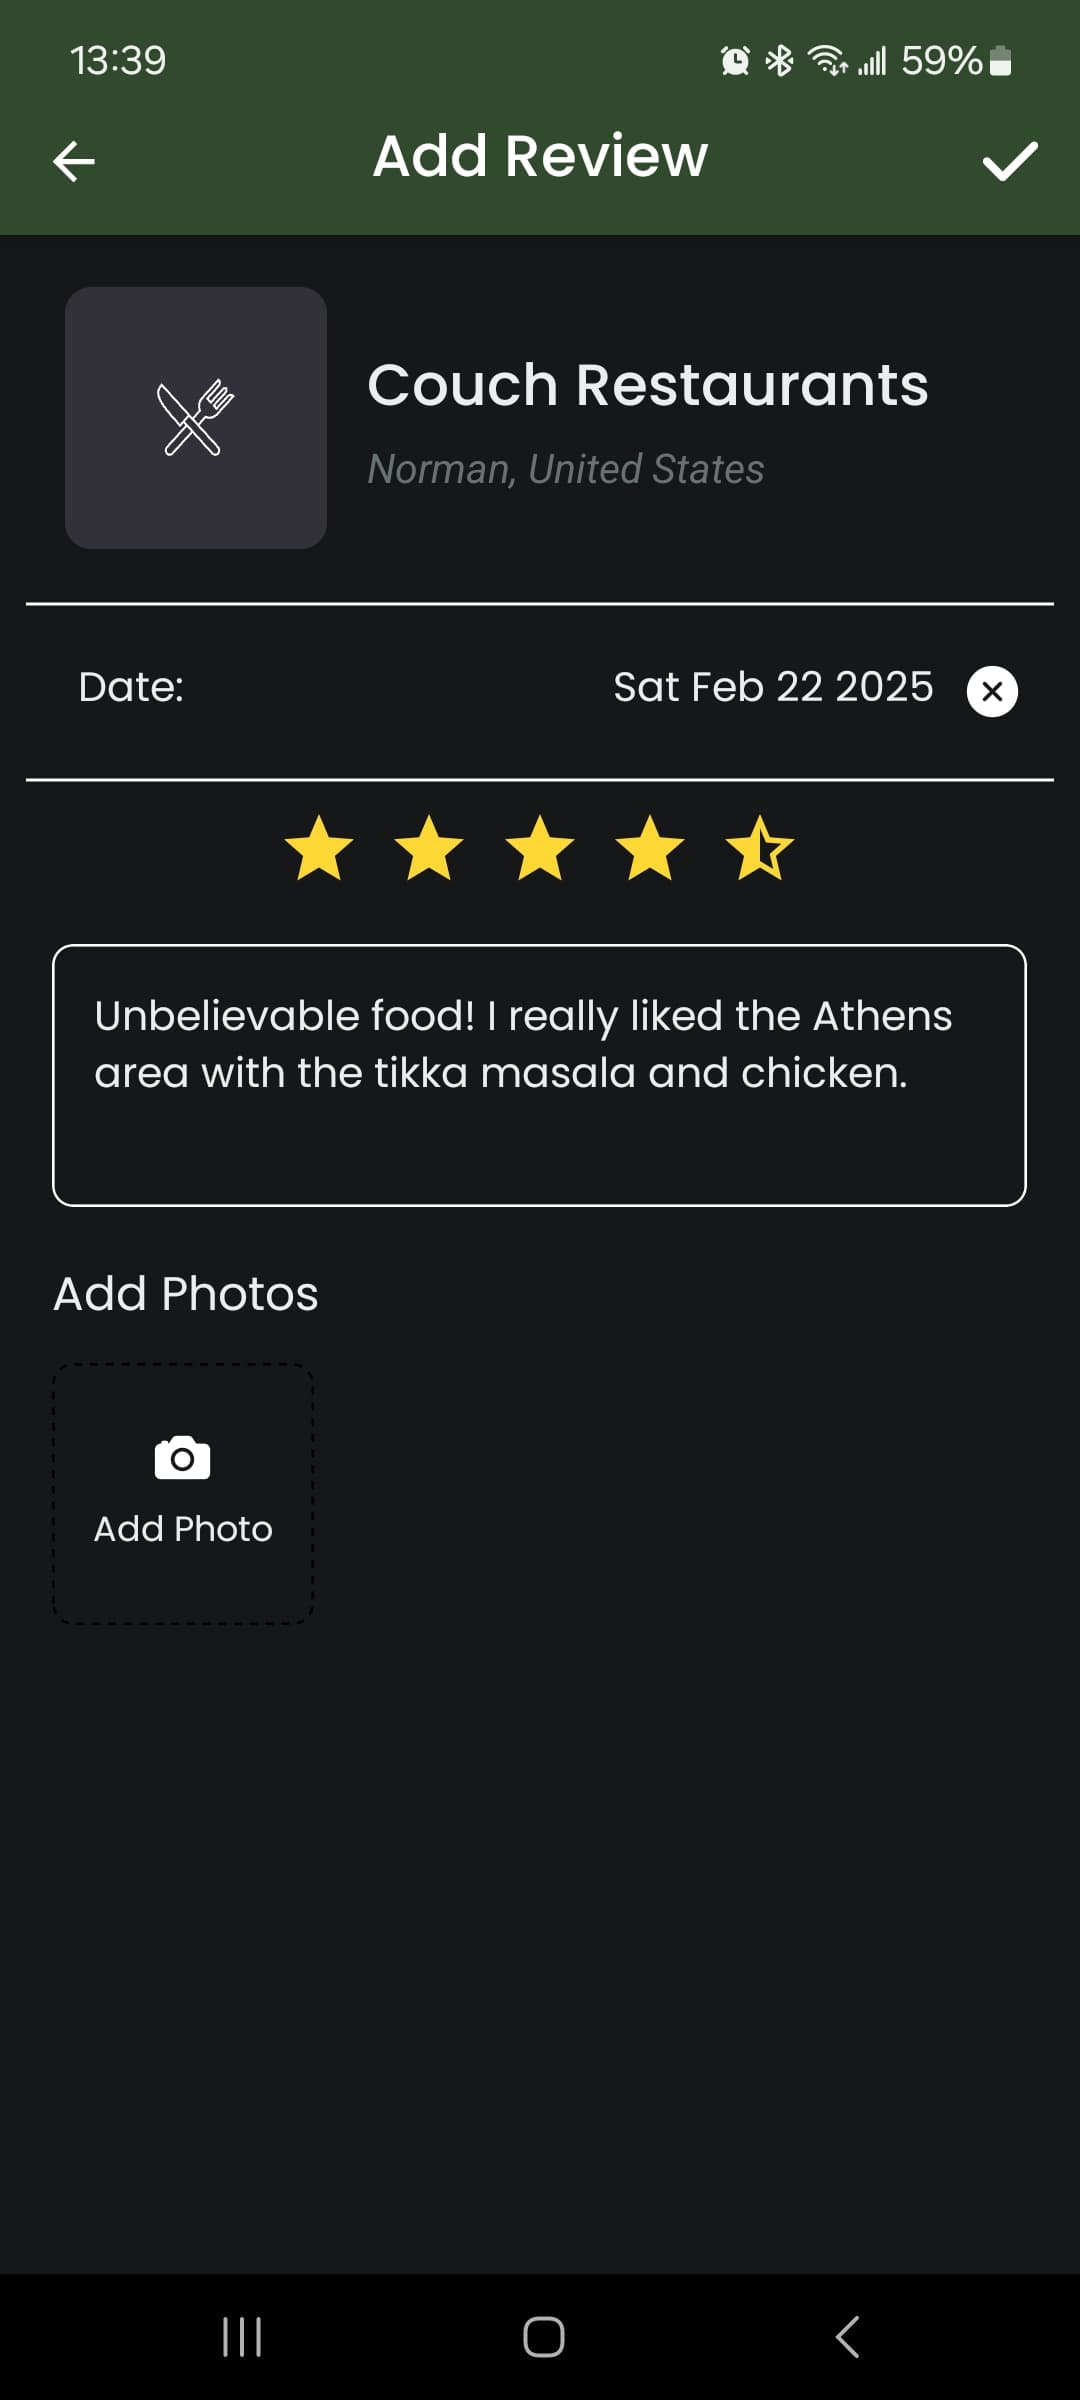 13:39
59%
Add Review
Couch Restaurants
Norman, United States
Date:
Sat Feb 22 2025
Unbelievable food! I really liked the Athens
area with the tikka masala and chicken.
Add Photos
Add Photo